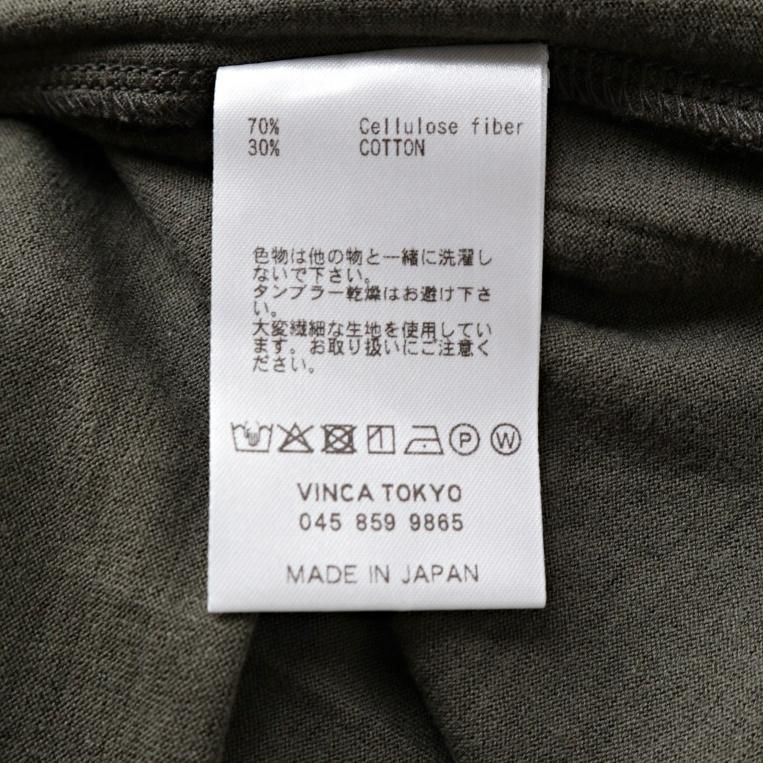 70% Cellulose fiber
30% COTTON
色物は他の物と一緒に洗濯し
ないで下さい。
タンブラー乾燥はお避け下さ
い。
大変繊細な生地を使用してい
ます。お取り扱いにご注意く
ださい。
P W
VINCA TOKYO
045 859 9865
MADE IN JAPAN